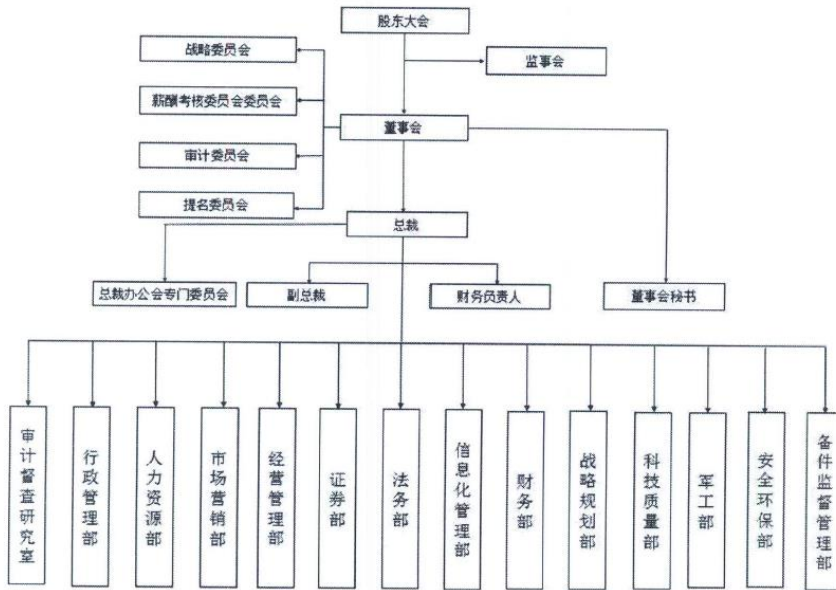 股东大会
战略委员会
监事会
薪酬考核委员会委员会
董事会
审计委员会
提名委员会
总裁
总裁办公会专门委员会
副总裁
财务负责人
董事会秘书
审计督查研究室
行政管理部
人力资源部
市场营销部
经营管理部
证券部
法务部
信息化管理部
财务部
战略规划部
科技质量部
军工部
安全环保部
备件监督管理部